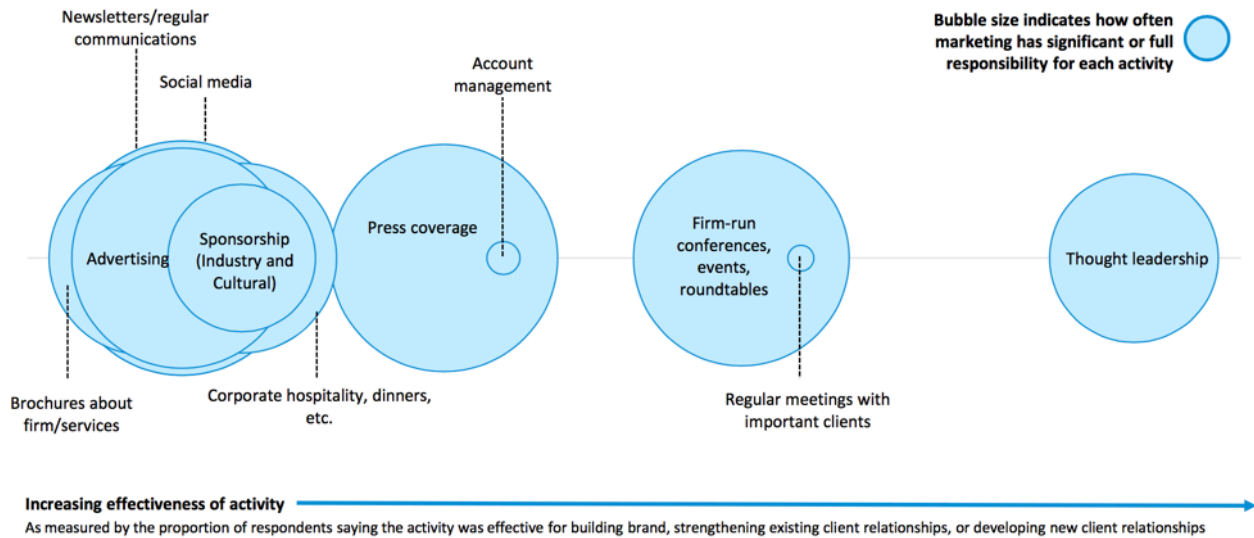 Newsletters/regular
communications
Social media
Account
management
Bubble size indicates how often
marketing has significant or full
responsibility for each activity
Advertising
Sponsorship
(Industry and
Cultural)
Press coverage
Firm-run
conferences,
events,
roundtables
Thought leadership
Brochures about
firm/services
Corporate hospitality, dinners,
etc.
Regular meetings with
important clients
Increasing effectiveness of activity
As measured by the proportion of respondents saying the activity was effective for building brand, strengthening existing client relationships, or developing new client relationships